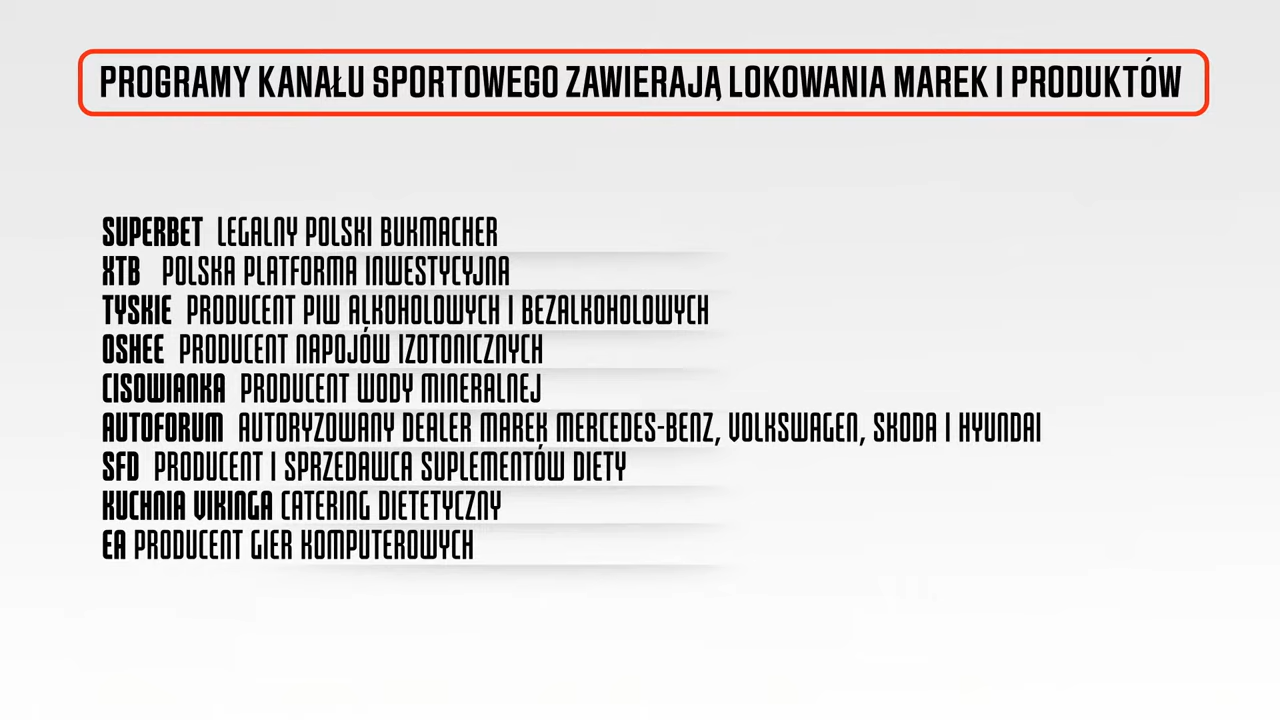 PROGRAMY KANAŁU SPORTOWEGO ZAWIERAJĄ LOKOWANIA MAREK I PRODUKTÓW
SUPERBET LEGALNY POLSKI BUKMACHER
XTB POLSKA PLATFORMA INWESTYCYJNA
TYSKIE PRODUCENT PIW ALKOHOLOWYCH I BEZALKOHOLOWYCH
OSHEE PRODUCENT NAPOJÓW IZOTONICZNYCH
CISOWIANKA PRODUCENT WODY MINERALNEJ
AUTOFORUM AUTORYZOWANY DEALER MAREK MERCEDES-BENZ, VOLKSWAGEN, SKODA I HYUNDAI
SFD PRODUCENT I SPRZEDAWCA SUPLEMENTÓW DIETY
KUCHNIA VIKINGA CATERING DIETETYCZNY
EA PRODUCENT GIER KOMPUTEROWYCH